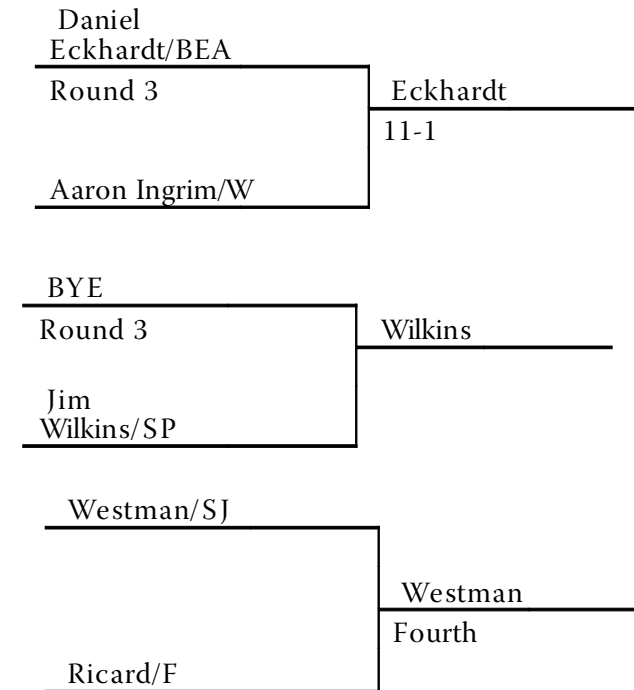 Daniel
Eckhardt/BEA
Round 3
Eckhardt
11-1
Aaron Ingrim/W
BYE
Round 3
Wilkins
Jim
Wilkins/SP
Westman/SJ
Westman
Fourth
Ricard/F